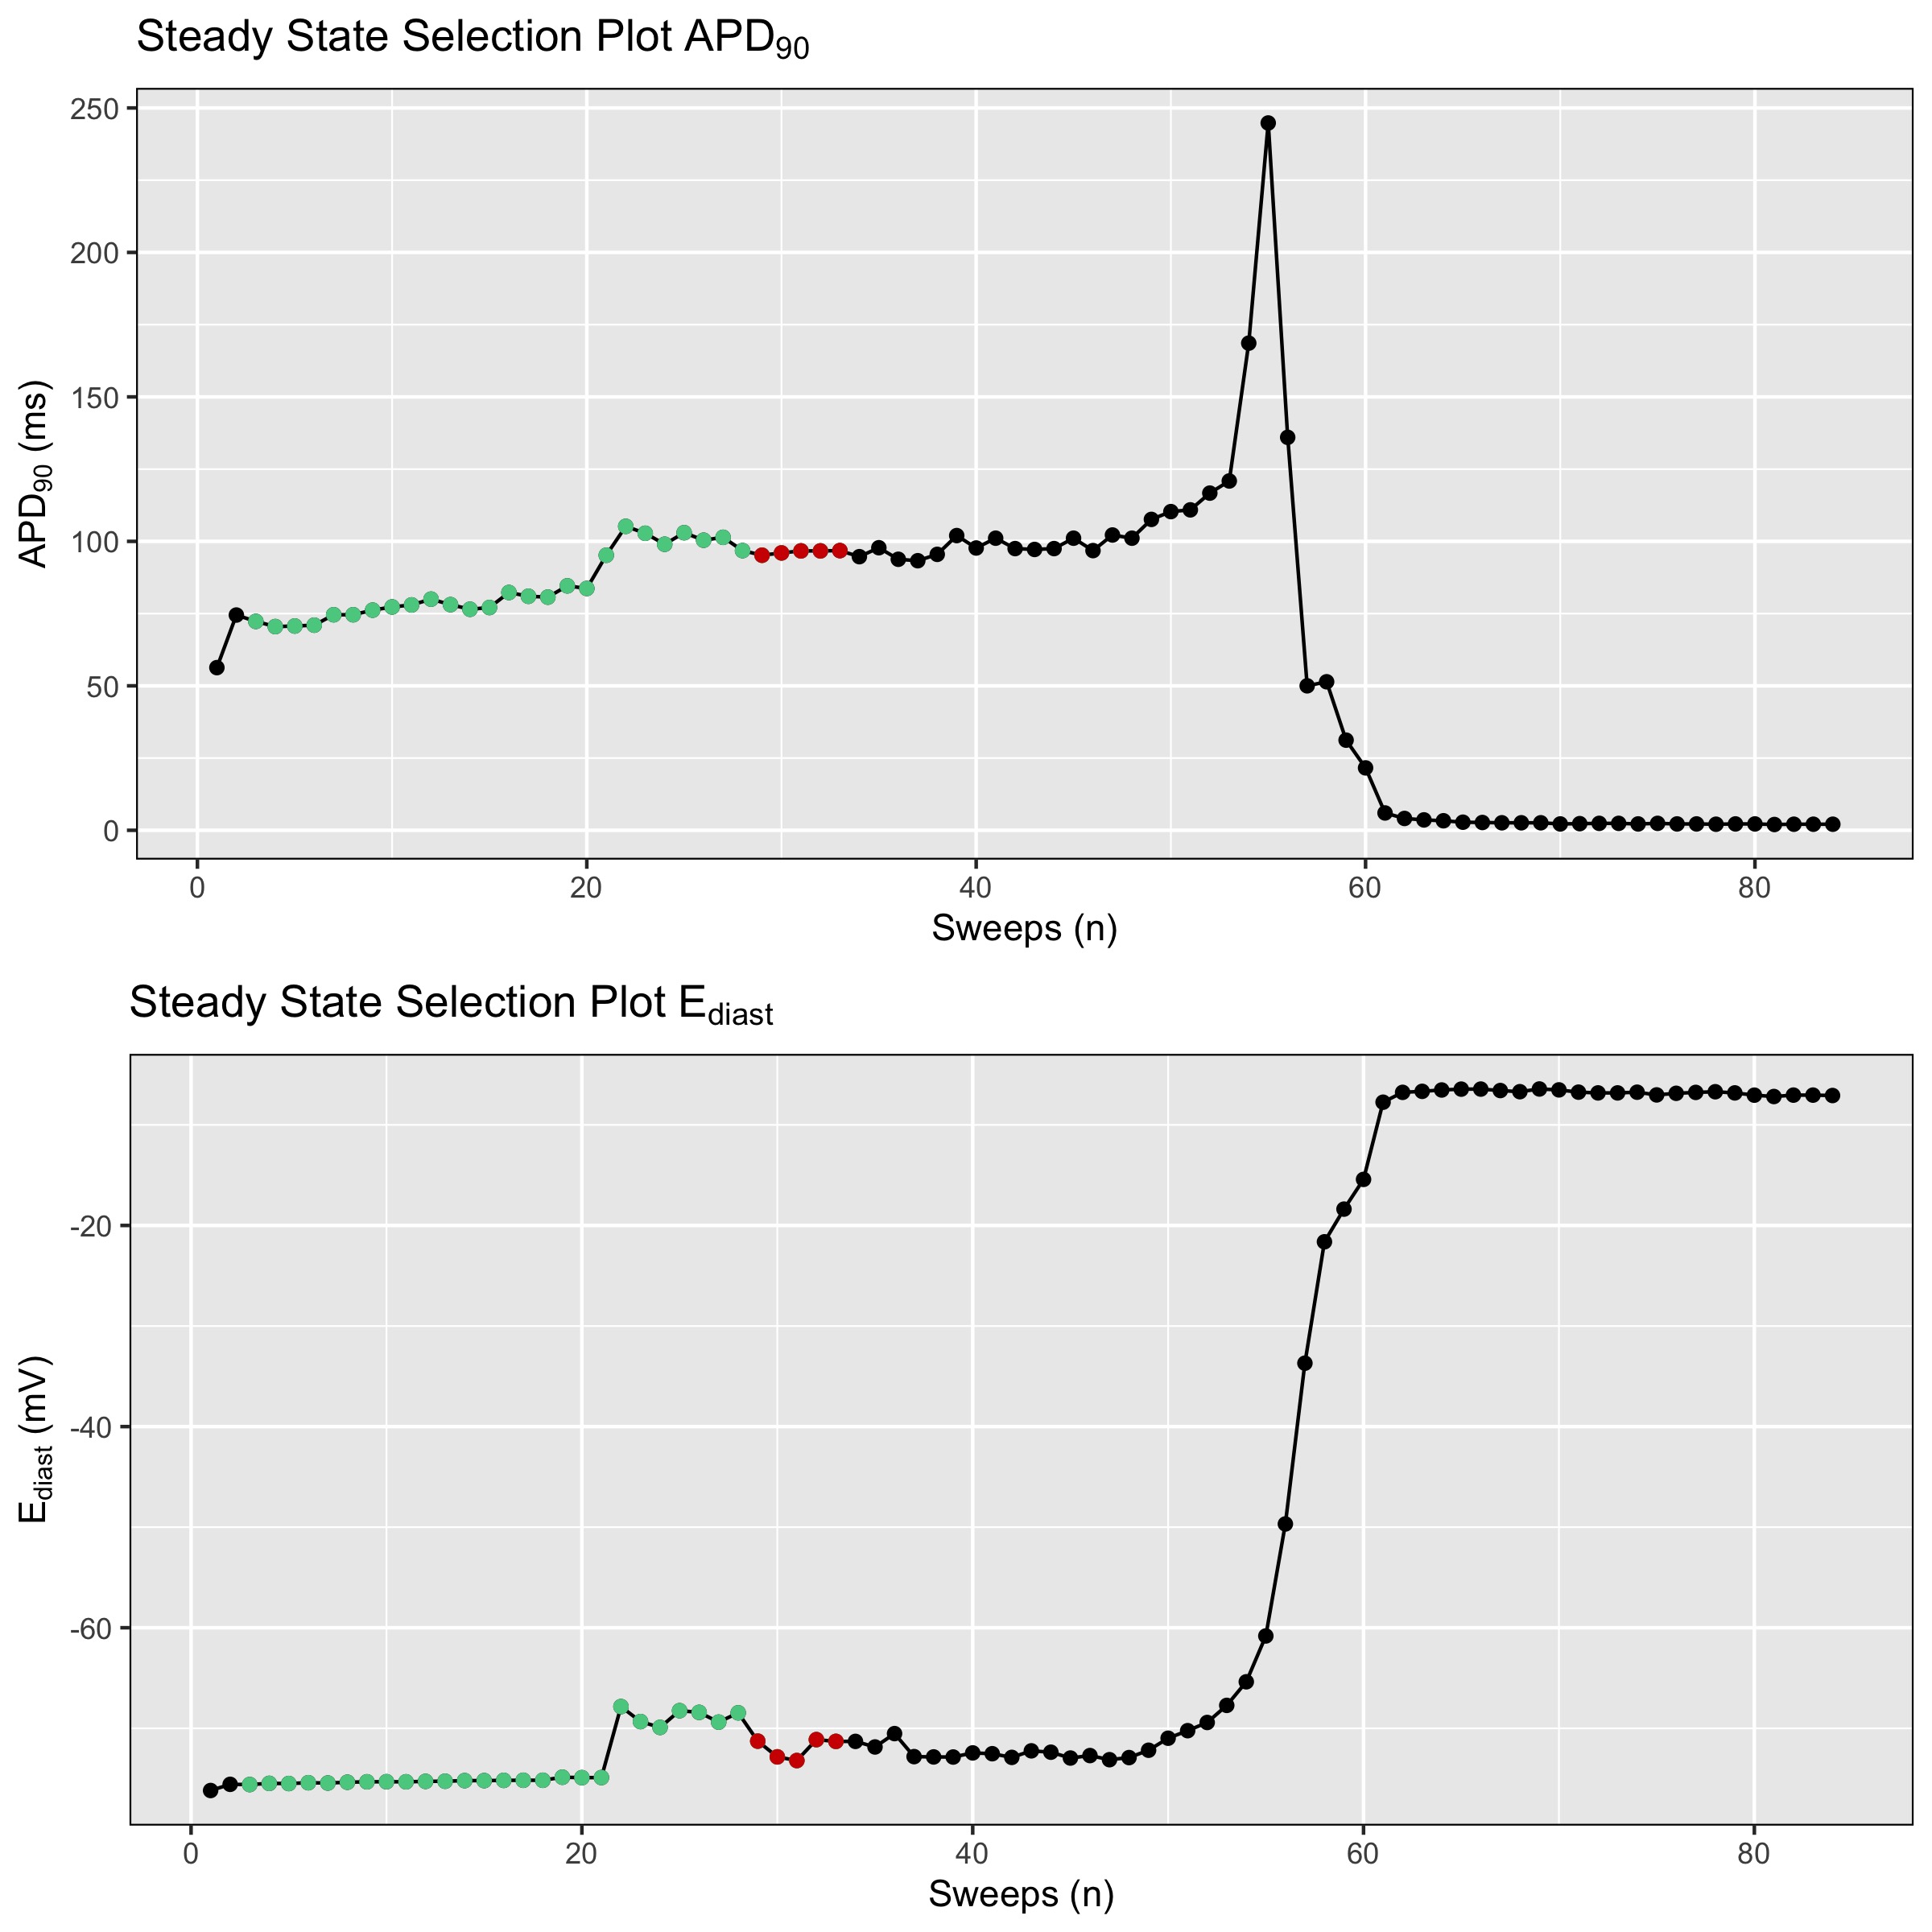 Steady State Selection Plot APD90
250
200
150
100
50
0
APD90 (ms)
0 20 40 60 80
Sweeps (n)
Steady State Selection Plot Ediast
-20
-40
-60
Ediast (mV)
0 20 40 60 80
Sweeps (n)